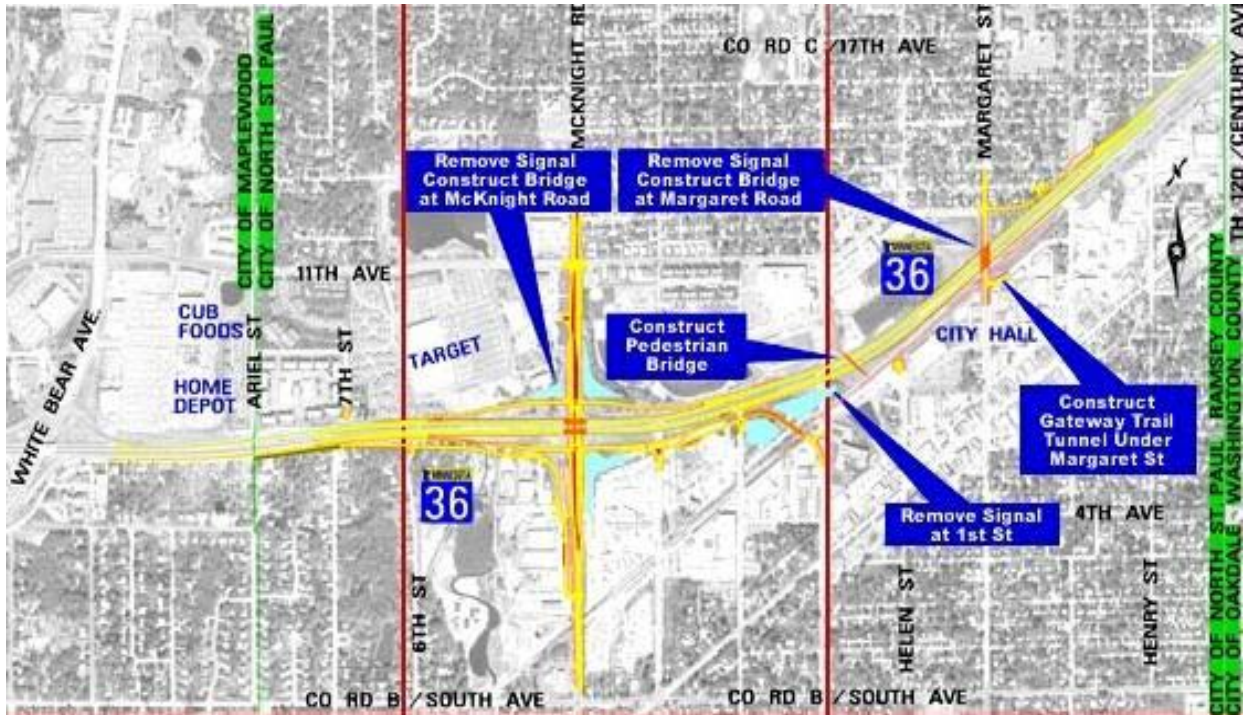 CITY OF MAPLEWOOD
CITY OF NORTH ST PAUL
MCKNIGHT RD
CO RD C /17TH AVE
MARGARET ST
TH 120 /CENTURY AVE
Remove Signal
Construct Bridge
at McKnight Road
Remove Signal
Construct Bridge
at Margaret Road
MINNESOTA
36
11TH AVE
CUB
FOODS
TARGET
Construct
Pedestrian
Bridge
CITY HALL
HOME
DEPOT
ARIEL ST
7TH ST
WHITE BEAR AVE.
Construct
Gateway Trail
Tunnel Under
Margaret St
MINNESOTA
36
Remove Signal
at 1st St
4TH AVE
6TH ST
HELEN ST
HENRY ST
CITY OF NORTH ST. PAUL RAMSEY COUNTY
CITY OF OAKDALE - WASHINGTON COUNTY
CO RD B /SOUTH AVE
CO RD B /SOUTH AVE